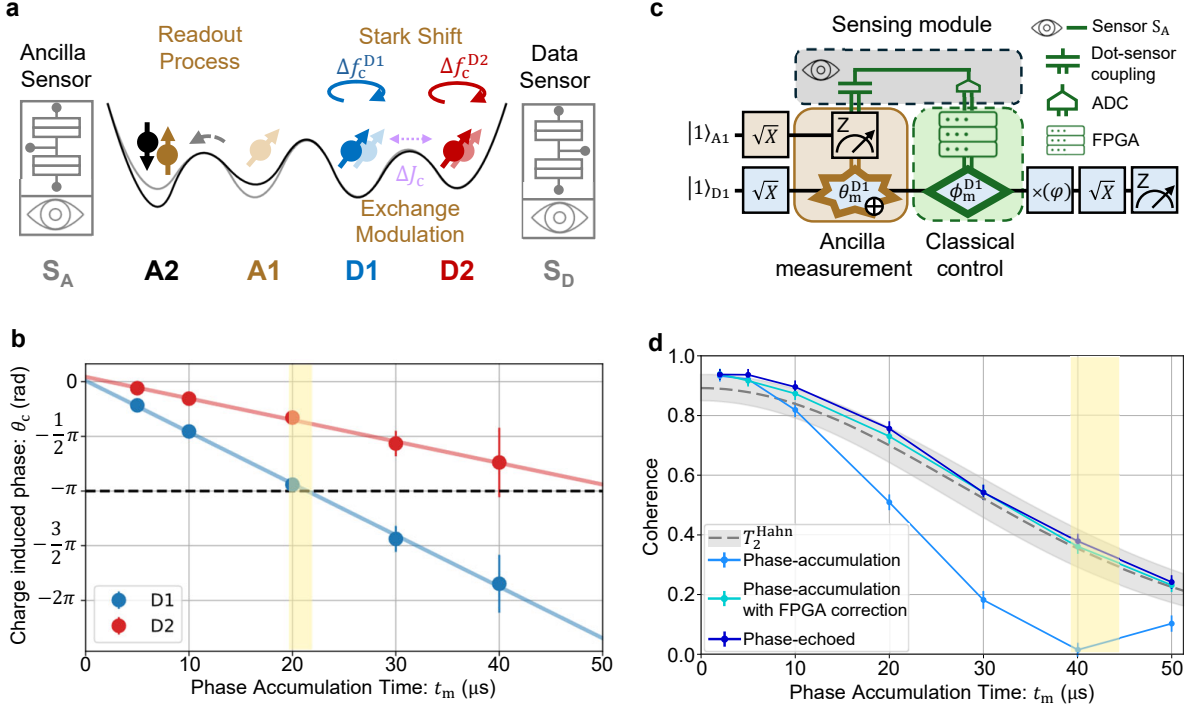 a
Ancilla
Sensor
Readout
Process
Stark Shift
Δf_c^D1
Δf_c^D2
Data
Sensor
ΔJ_c
Exchange
Modulation
S_A
A2
A1
D1
D2
S_D
b
Charge induced phase: θ_c (rad)
0
−1/2π
−π
−3/2π
−2π
D1
D2
0
10
20
30
40
50
Phase Accumulation Time: t_m (μs)
c
Sensing module
Sensor S_A
Dot-sensor
coupling
ADC
FPGA
|1⟩_A1
√X
Z
|1⟩_D1
√X
θ_m^D1
ϕ_m^D1
×(φ)
√X
Z
Ancilla
measurement
Classical
control
d
Coherence
1.0
0.8
0.6
0.4
0.2
0.0
T_2^Hahn
Phase-accumulation
Phase-accumulation
with FPGA correction
Phase-echoed
0
10
20
30
40
50
Phase Accumulation Time: t_m (μs)